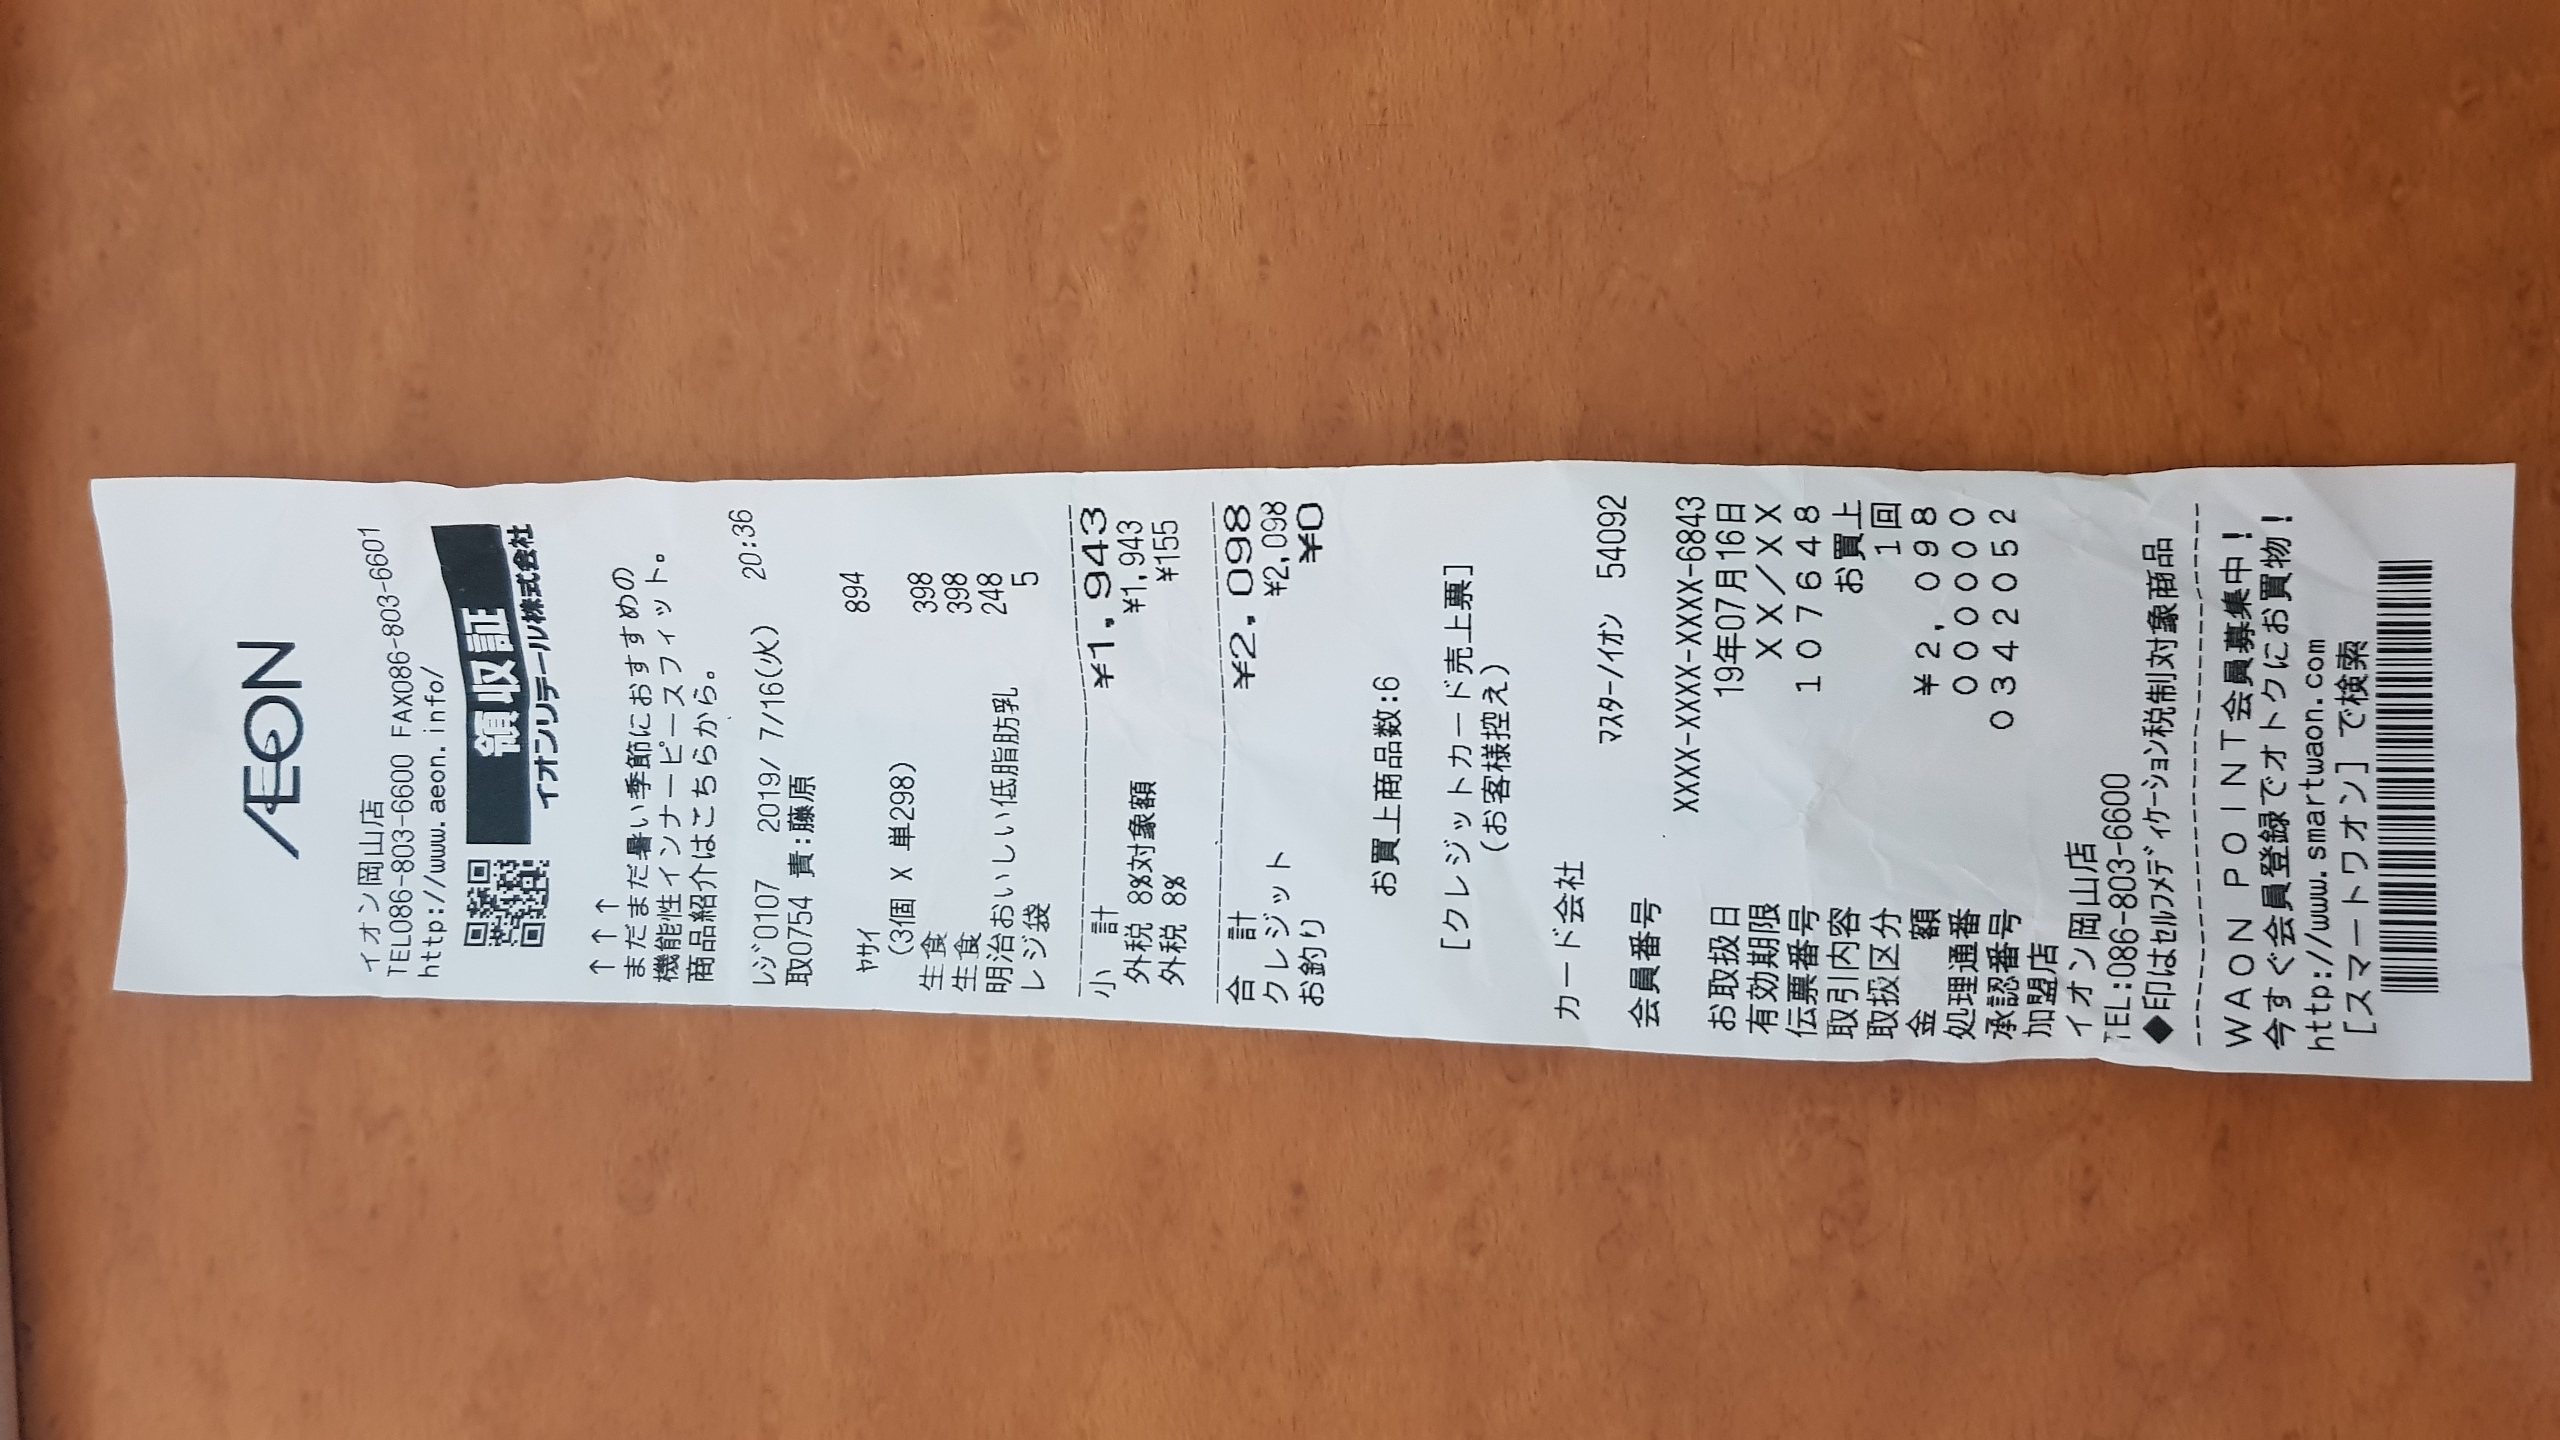 ÆON
イオン岡山店
TEL086-803-6600 FAX086-803-6601
http://www.aeon.info/
領収証
イオンリテール株式会社
↑↑↑
まだまだ暑い季節におすすめの
機能性インナーピースフィット。
商品紹介はこちらから。
ﾚｼﾞ0107 2019/ 7/16(火) 20:36
取0754 責:藤原
ﾔｻｲ 894
(3個 X 単298)
生食 398
生食 398
明治おいしい低脂肪乳 248
レジ袋 5
小 計 ¥1,943
外税 8%対象額 ¥1,943
外税 8% ¥155
合 計 ¥2,098
クレジット ¥2,098
お釣り ¥0
お買上商品数:6
[クレジットカード売上票]
(お客様控え)
カード会社
ﾏｽﾀｰ/ｲｵﾝ 54092
会員番号
XXXX-XXXX-XXXX-6843
お取扱日 19年07月16日
有効期限 XX/XX
伝票番号 107648
取引内容 お買上
取扱区分 1回
金 額 ¥2,098
処理通番 000000
承認番号 0342052
加盟店
イオン岡山店
TEL:086-803-6600
◆印はｾﾙﾌﾒﾃﾞｨｹｰｼｮﾝ税制対象商品
WAON POINT会員募集中!
今すぐ会員登録でオトクにお買物!
http://www.smartwaon.com
[スマートワオン]で検索